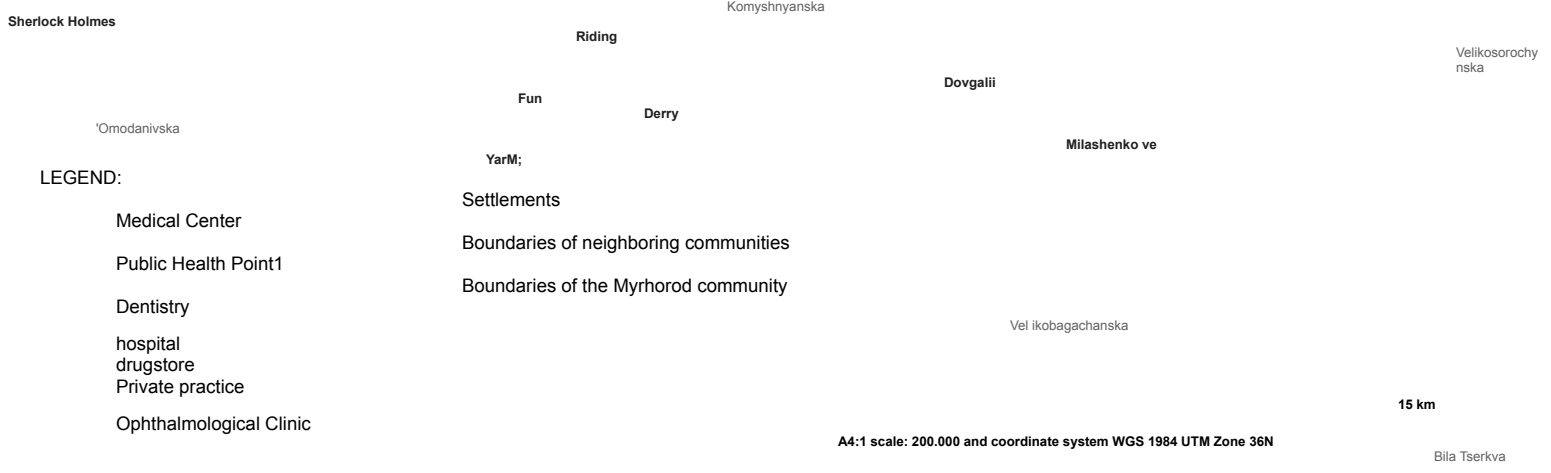 Komyshnyanska
Sherlock Holmes
Riding
Velikosorochy
nska
Dovgalii
Fun
Derry
'Omodanivska
Milashenko ve
YarM;
LEGEND:
Settlements
Medical Center
Boundaries of neighboring communities
Public Health Point1
Boundaries of the Myrhorod community
Dentistry
Vel ikobagachanska
hospital
drugstore
Private practice
15 km
Ophthalmological Clinic
A4:1 scale: 200.000 and coordinate system WGS 1984 UTM Zone 36N
Bila Tserkva